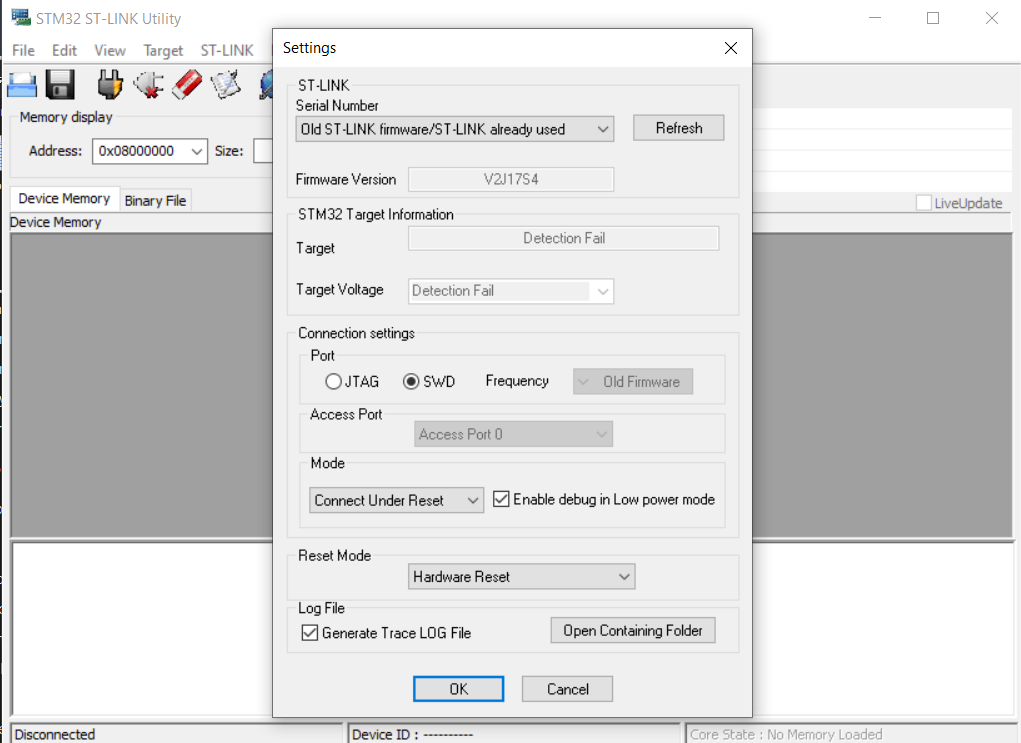 STM32 ST-LINK Utility
File Edit View Target ST-LINK
Settings
Memory display
Address: 0x08000000 Size:
Device Memory Binary File
LiveUpdate
Device Memory
ST-LINK
Serial Number
Old ST-LINK firmware/ST-LINK already used Refresh
Firmware Version V2J17S4
STM32 Target Information
Target Detection Fail
Target Voltage Detection Fail
Connection settings
Port
JTAG SWD Frequency Old Firmware
Access Port
Access Port 0
Mode
Connect Under Reset Enable debug in Low power mode
Reset Mode
Hardware Reset
Log File
Generate Trace LOG File Open Containing Folder
OK Cancel
Disconnected Device ID : ---------- Core State : No Memory Loaded